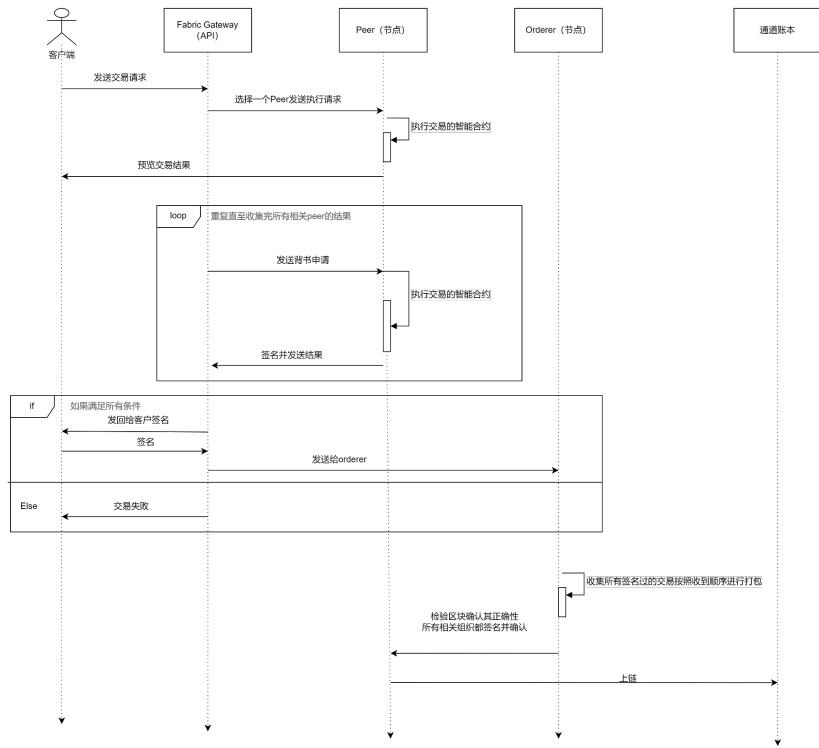 Fabric Gateway
（API）
Peer（节点）
Orderer（节点）
通道账本
客户端
发送交易请求
选择一个Peer发送执行请求
执行交易的智能合约
预览交易结果
loop
重复直至收集完所有相关peer的结果
发送背书申请
执行交易的智能合约
签名并发送结果
if
如果满足所有条件
发回给客户签名
签名
发送给orderer
Else
交易失败
收集所有签名过的交易按照收到顺序进行打包
检验区块确认其正确性
所有相关组织都签名并确认
上链